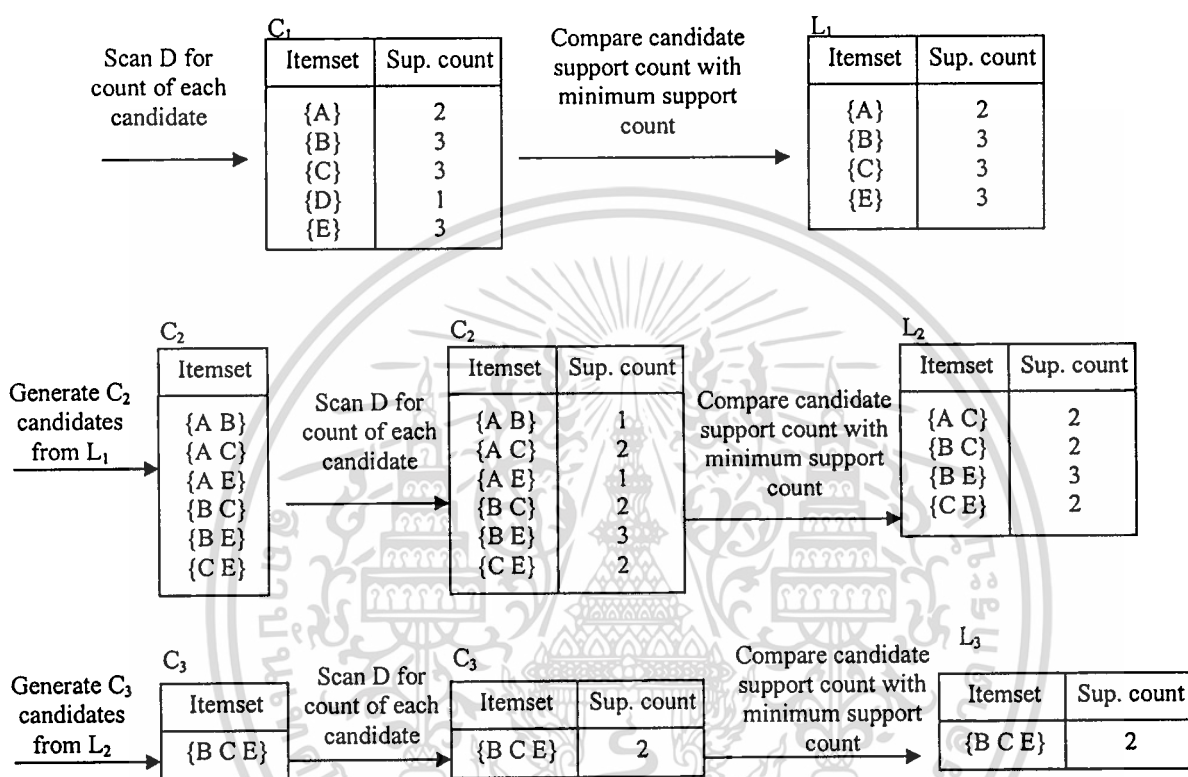 Scan D for
count of each
candidate
C1
Itemset Sup. count
{A} 2
{B} 3
{C} 3
{D} 1
{E} 3
Compare candidate
support count with
minimum support
count
L1
Itemset Sup. count
{A} 2
{B} 3
{C} 3
{E} 3
Generate C2
candidates
from L1
C2
Itemset
{A B}
{A C}
{A E}
{B C}
{B E}
{C E}
Scan D for
count of each
candidate
C2
Itemset Sup. count
{A B} 1
{A C} 2
{A E} 1
{B C} 2
{B E} 3
{C E} 2
Compare candidate
support count with
minimum support
count
L2
Itemset Sup. count
{A C} 2
{B C} 2
{B E} 3
{C E} 2
Generate C3
candidates
from L2
C3
Itemset
{B C E}
Scan D for
count of each
candidate
C3
Itemset Sup. count
{B C E} 2
Compare candidate
support count with
minimum support
count
L3
Itemset Sup. count
{B C E} 2